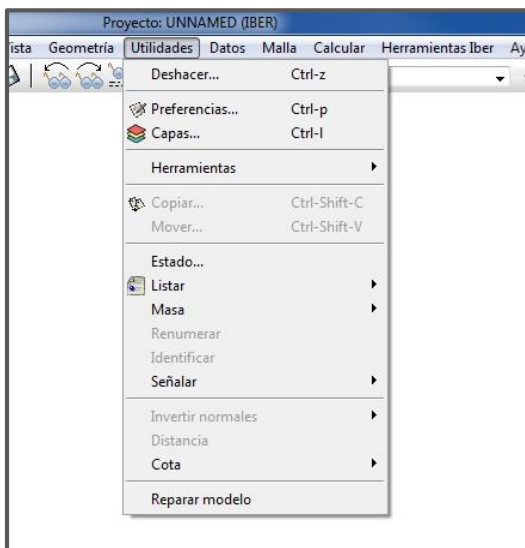 Proyecto: UNNAMED (IBER)
ista Geometría Utilidades Datos Malla Calcular Herramientas Iber Ay
Deshacer... Ctrl-z
Preferencias... Ctrl-p
Capas... Ctrl-l
Herramientas
Copiar... Ctrl-Shift-C
Mover... Ctrl-Shift-V
Estado...
Listar
Masa
Renumerar
Identificar
Señalar
Invertir normales
Distancia
Cota
Reparar modelo